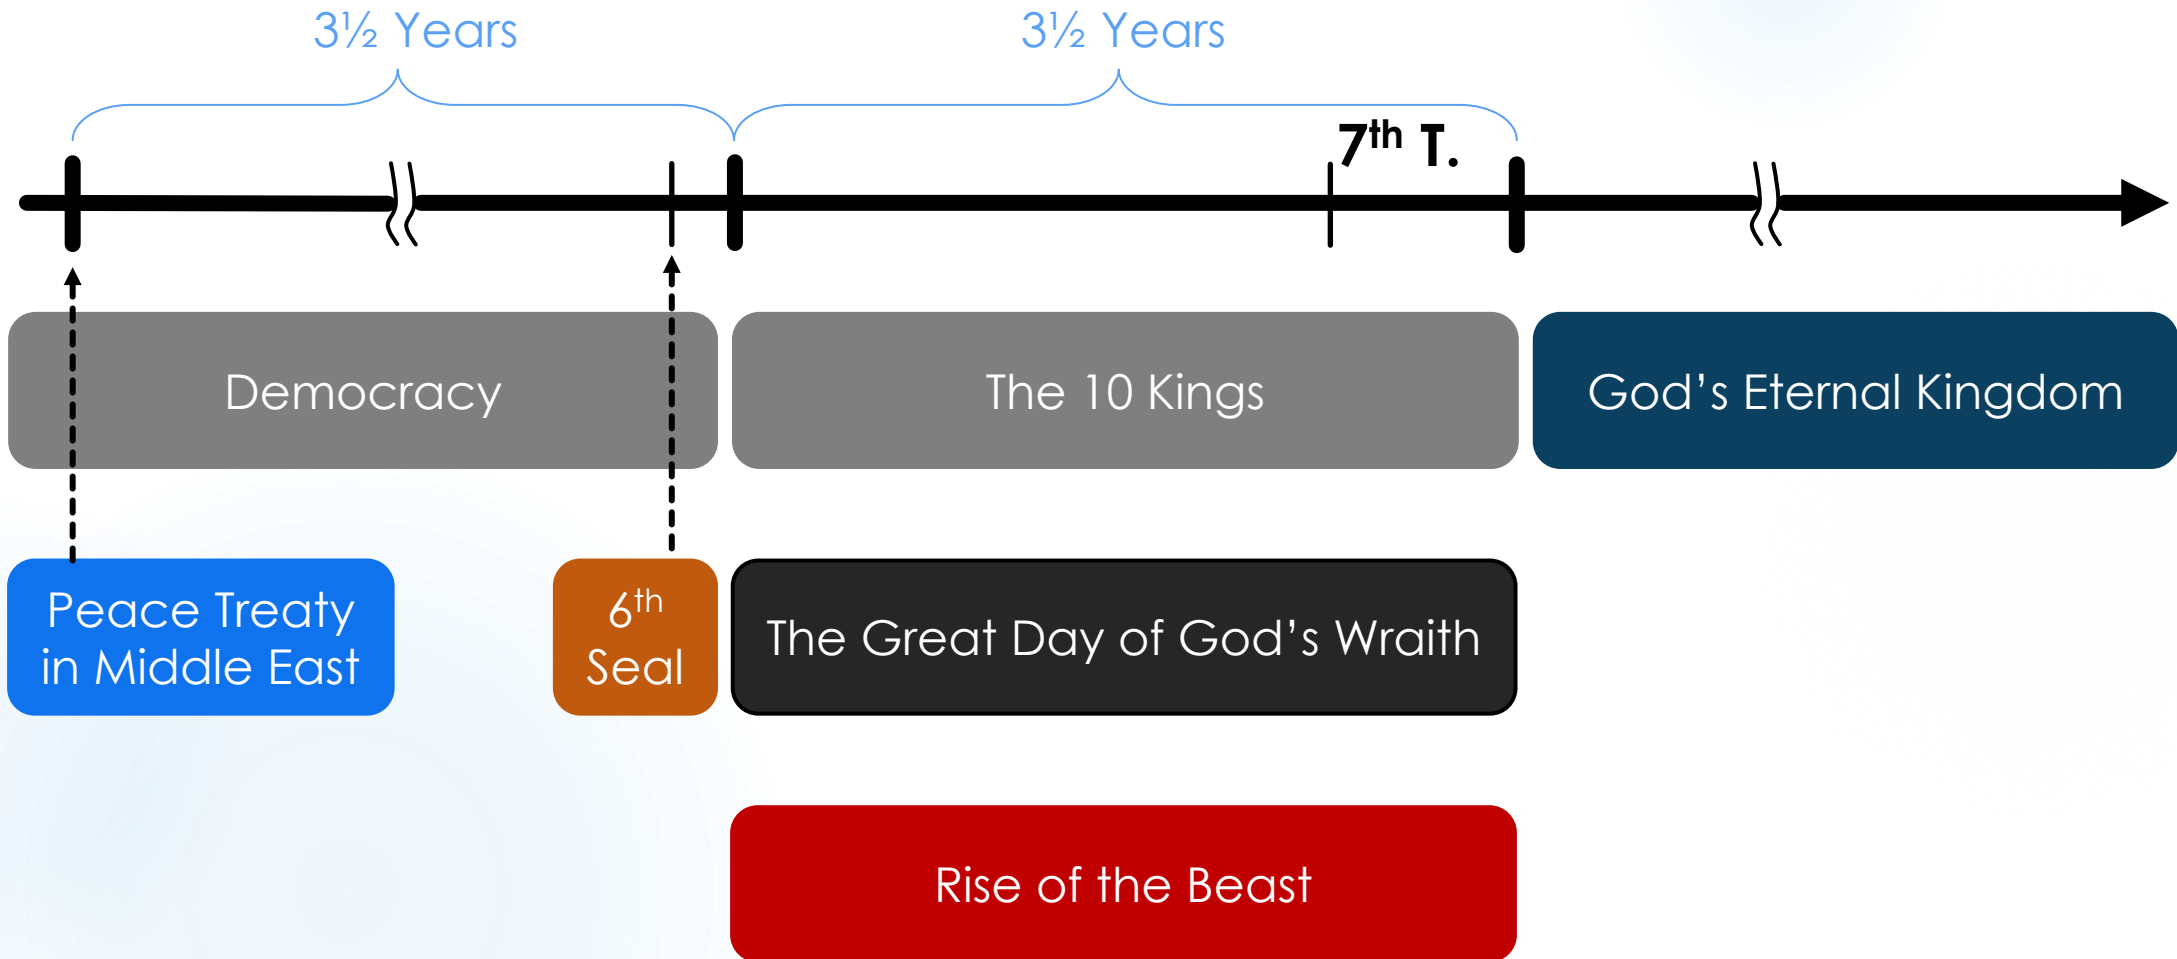 3½ Years
3½ Years
7th T.
Democracy
The 10 Kings
God’s Eternal Kingdom
Peace Treaty
in Middle East
6th
Seal
The Great Day of God’s Wraith
Rise of the Beast